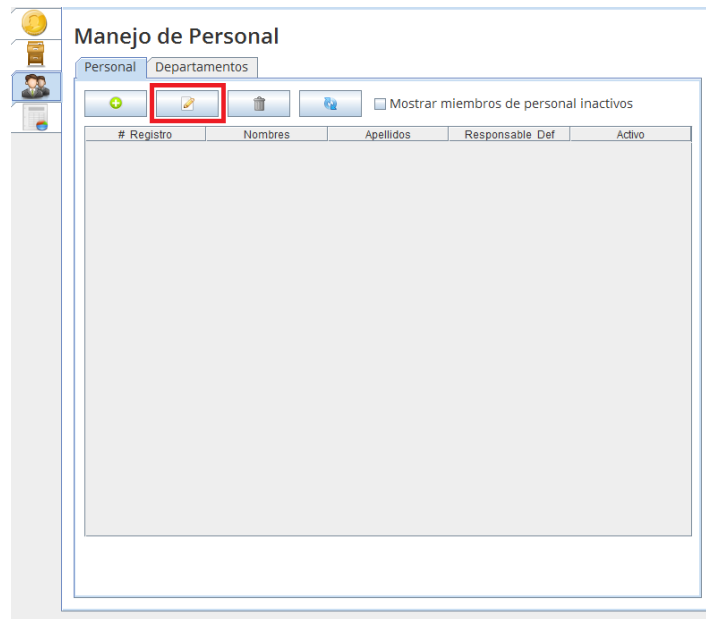 Manejo de Personal
Personal Departamentos
Mostrar miembros de personal inactivos
# Registro Nombres Apellidos Responsable Def Activo